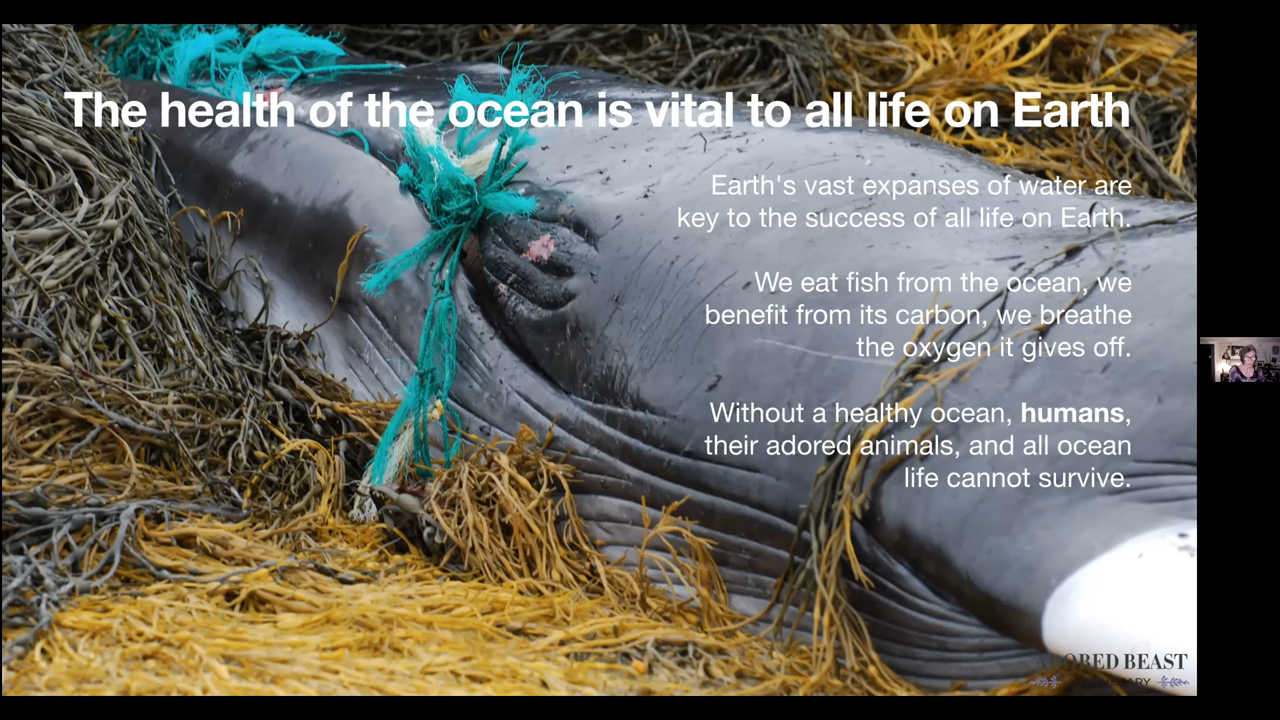 The health of the ocean is vital to all life on Earth
Earth's vast expanses of water are
key to the success of all life on Earth.
We eat fish from the ocean, we
benefit from its carbon, we breathe
the oxygen it gives off.
Without a healthy ocean, humans,
their adored animals, and all ocean
life cannot survive.
ADORED BEAST